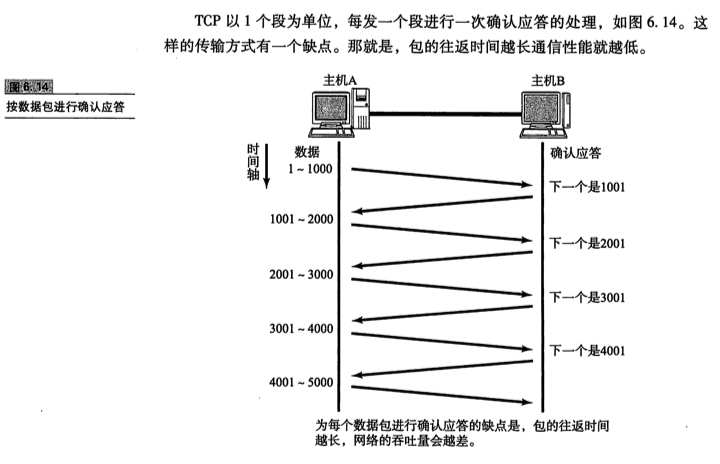 TCP 以 1 个段为单位，每发一个段进行一次确认应答的处理，如图 6.14。这
样的传输方式有一个缺点。那就是，包的往返时间越长通信性能就越低。
图 6.14
按数据包进行确认应答
主机A
主机B
时间轴
数据
确认应答
1～1000
下一个是1001
1001～2000
下一个是2001
2001～3000
下一个是3001
3001～4000
下一个是4001
4001～5000
为每个数据包进行确认应答的缺点是，包的往返时间
越长，网络的吞吐量会越差。